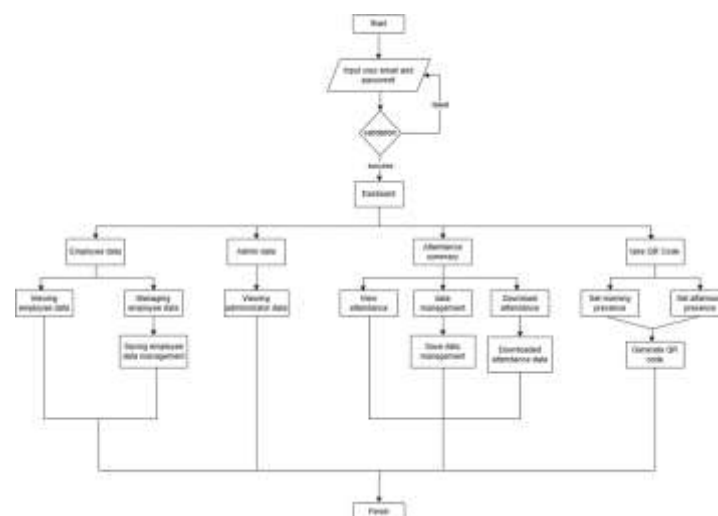 Start
Input your email and
password
failed
validation
success
Dashboard
Employee data
Admin data
Attendance
summary
take QR Code
Viewing
employee data
Managing
employee data
Viewing
administrator data
View
attendance
data
management
Download
attendance
Set morning
presence
Set afternoon
presence
Saving employee
data management
Save data
management
Downloaded
attendance data
Generate QR
code
Finish